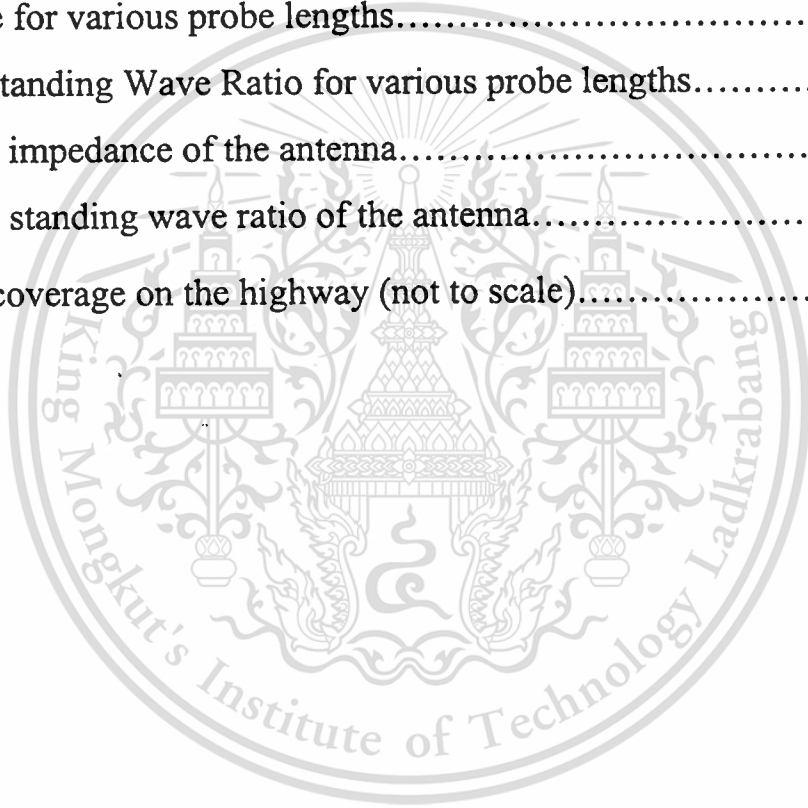 for various probe lengths....................................
tanding Wave Ratio for various probe lengths...........
impedance of the antenna....................................
standing wave ratio of the antenna........................
coverage on the highway (not to scale)....................
King Mongkut's Institute of Technology Ladkrabang